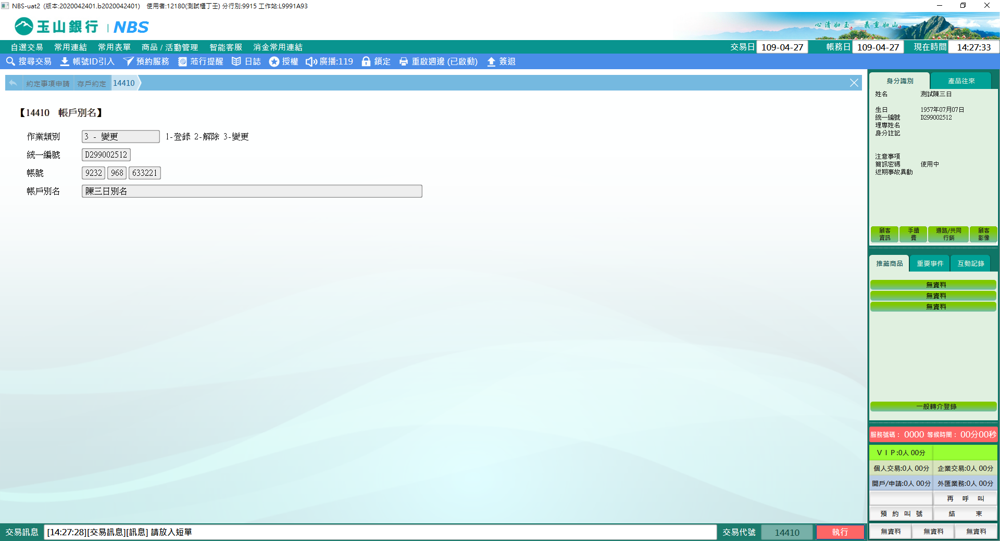 NBS-uat2 (版本:2020042401.b2020042401) 使用者:12180(測試櫃丁壬) 分行別:9915 工作站:L9991A93
玉山銀行 | NBS
心清如玉。義重如山。
自選交易 常用連結 常用表單 商品 / 活動管理 智能客服 消金常用連結 交易日 109-04-27 帳務日 109-04-27 現在時間 14:27:33
搜尋交易 帳號ID引入 預約服務 蒞行提醒 日誌 授權 廣播:119 鎖定 重啟週邊 (已啟動) 簽退
約定事項申請 存戶約定 14410
【14410 帳戶別名】
作業類別 3 - 變更 1-登錄 2-解除 3-變更
統一編號 D299002512
帳號 9232 968 633221
帳戶別名 陳三日別名
身分識別 產品往來
姓名 測試陳三日
生日 1957年07月07日
統一編號 D299002512
理專姓名
身分註記
注意事項
簡訊密碼 使用中
近期事故異動
顧客資訊 手續費 通路/共同行銷 顧客影像
推薦商品 重要事件 互動記錄
無資料
無資料
無資料
一般轉介登錄
服務號碼: 0000 等候時間: 00分00秒
VIP:0人 00分
個人交易:0人 00分 企業交易:0人 00分
開戶/申請:0人 00分 外匯業務:0人 00分
再 呼 叫
預 約 叫 號 結 束
無資料 無資料 無資料
交易訊息 [14:27:28][交易訊息][訊息] 請放入短單 交易代號 14410 執行